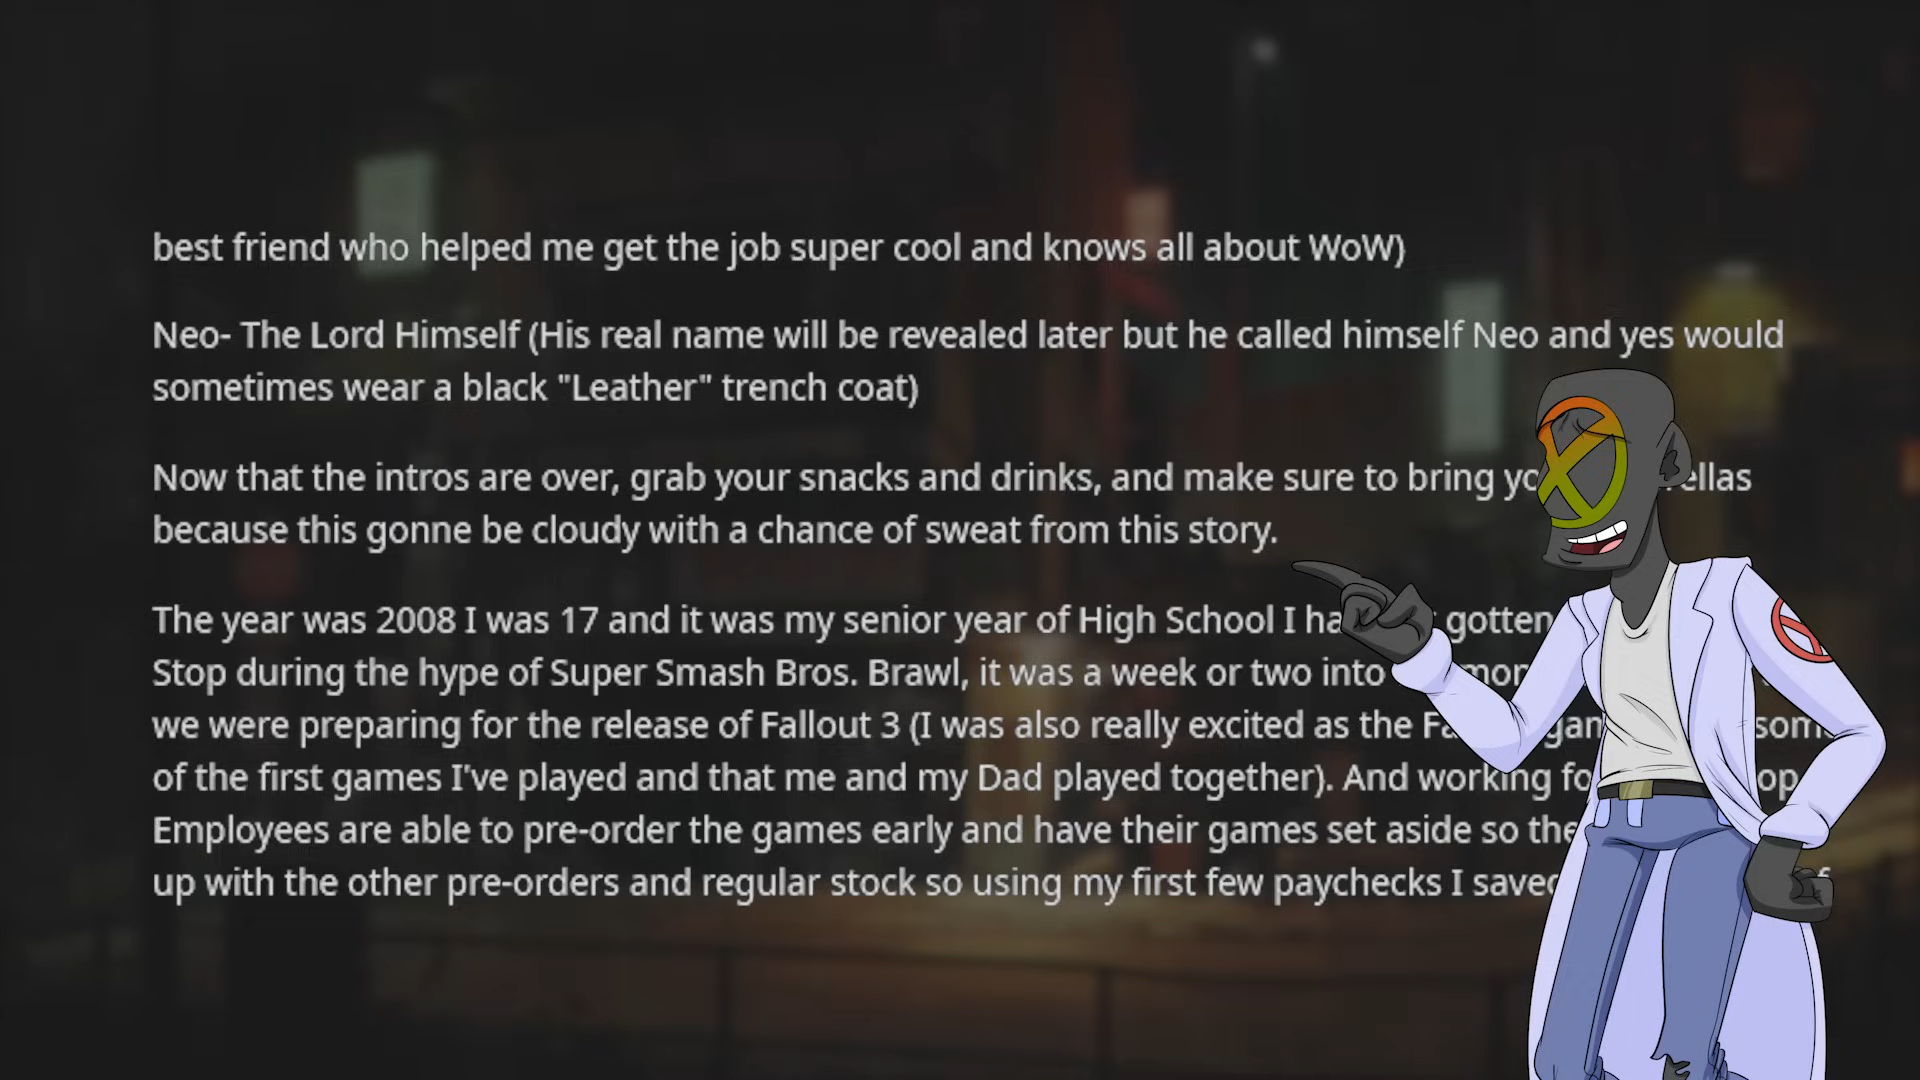 best friend who helped me get the job super cool and knows all about WoW)
Neo- The Lord Himself (His real name will be revealed later but he called himself Neo and yes would
sometimes wear a black "Leather" trench coat)
Now that the intros are over, grab your snacks and drinks, and make sure to bring
because this gonne be cloudy with a chance of sweat from this story.
The year was 2008 I was 17 and it was my senior year of High School I gotten
Stop during the hype of Super Smash Bros. Brawl, it was a week or two into
we were preparing for the release of Fallout 3 (I was also really excited as the
of the first games I've played and that me and my Dad played together). And working
Employees are able to pre-order the games early and have their games set aside so
up with the other pre-orders and regular stock so using my first few paychecks I